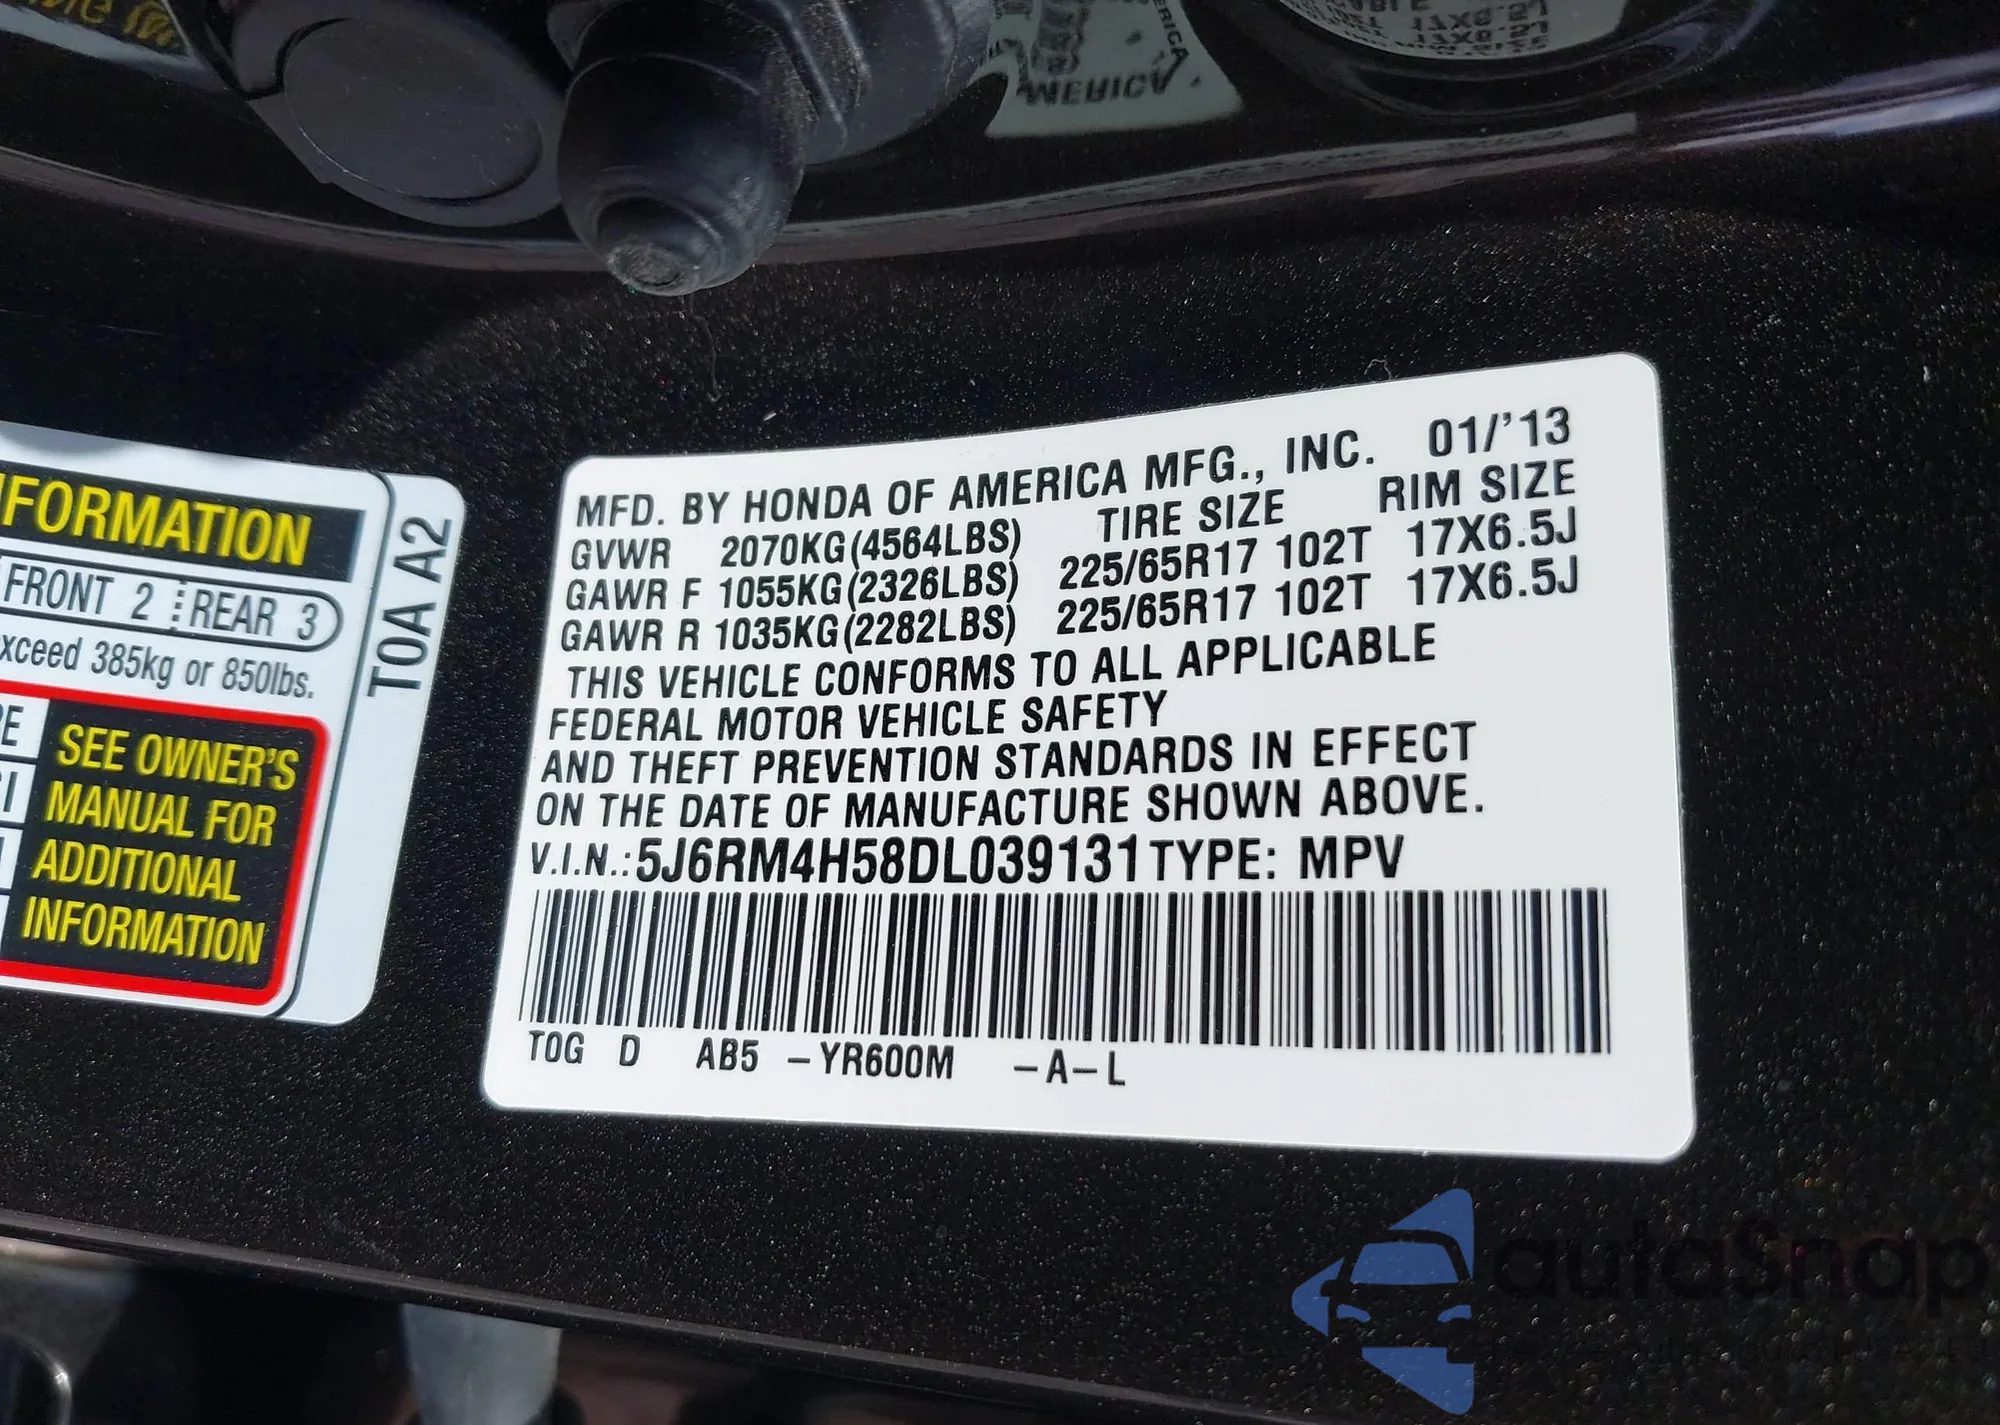 FORMATION
FRONT 2 REAR 3
xceed 385kg or 850lbs.
SEE OWNER'S
MANUAL FOR
ADDITIONAL
INFORMATION
T0A A2
MFD. BY HONDA OF AMERICA MFG., INC. 01/'13
TIRE SIZE RIM SIZE
GVWR 2070KG(4564LBS)
GAWR F 1055KG(2326LBS) 225/65R17 102T 17X6.5J
GAWR R 1035KG(2282LBS) 225/65R17 102T 17X6.5J
THIS VEHICLE CONFORMS TO ALL APPLICABLE
FEDERAL MOTOR VEHICLE SAFETY
AND THEFT PREVENTION STANDARDS IN EFFECT
ON THE DATE OF MANUFACTURE SHOWN ABOVE.
V.I.N.:5J6RM4H58DL039131 TYPE: MPV
T0G D AB5 -YR600M -A-L
autaSnap